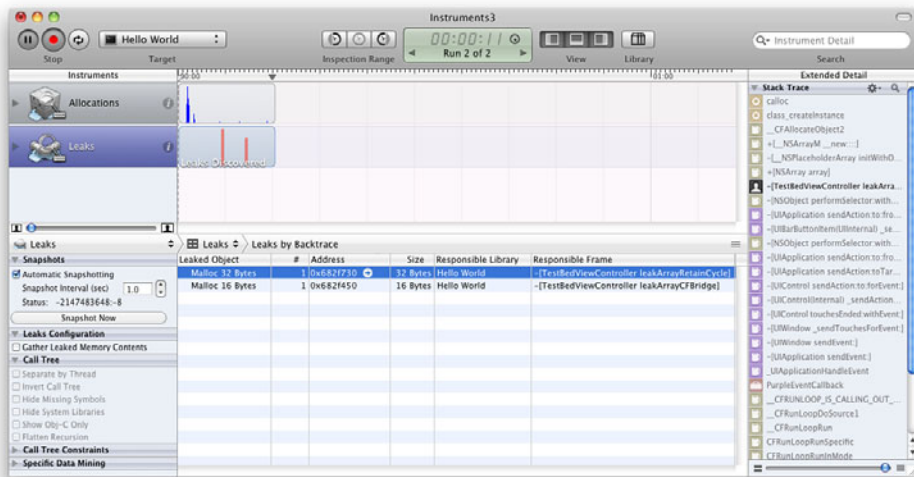 Instruments3
Hello World
00:00:11
Run 2 of 2
Instrument Detail
Stop
Target
Inspection Range
View
Library
Search
Instruments
00:00
01:00
Extended Detail
Allocations
Leaks
Leaks Discovered
Stack Trace
calloc
class_createInstance
__CFAllocateObject2
+[__NSArrayM __new:::]
-[__NSPlaceholderArray initWithO...
+[NSArray array]
-[TestBedViewController leakArra...
-[NSObject performSelector:with...
-[UIApplication sendAction:to:fro...
-[UIBarButtonItem(UIInternal) _se...
-[NSObject performSelector:with...
-[UIApplication sendAction:to:fro...
-[UIApplication sendAction:toTar...
-[UIControl sendAction:to:forEvent:]
-[UIControl(Internal) _sendAction...
-[UIControl touchesEnded:withEvent:]
-[UIWindow _sendTouchesForEvent:]
-[UIWindow sendEvent:]
-[UIApplication sendEvent:]
_UIApplicationHandleEvent
PurpleEventCallback
__CFRUNLOOP_IS_CALLING_OUT_...
__CFRunLoopDoSource1
__CFRunLoopRun
CFRunLoopRunSpecific
CFRunLoopRunInMode
Leaks
Leaks
Leaks by Backtrace
Snapshots
Automatic Snapshotting
Snapshot Interval (sec) 1.0
Status: -2147483648:-8
Snapshot Now
Leaks Configuration
Gather Leaked Memory Contents
Call Tree
Separate by Thread
Invert Call Tree
Hide Missing Symbols
Hide System Libraries
Show Obj-C Only
Flatten Recursion
Call Tree Constraints
Specific Data Mining
Leaked Object # Address Size Responsible Library Responsible Frame
Malloc 32 Bytes 1 0x682f730 32 Bytes Hello World -[TestBedViewController leakArrayRetainCycle]
Malloc 16 Bytes 1 0x682f450 16 Bytes Hello World -[TestBedViewController leakArrayCFBridge]